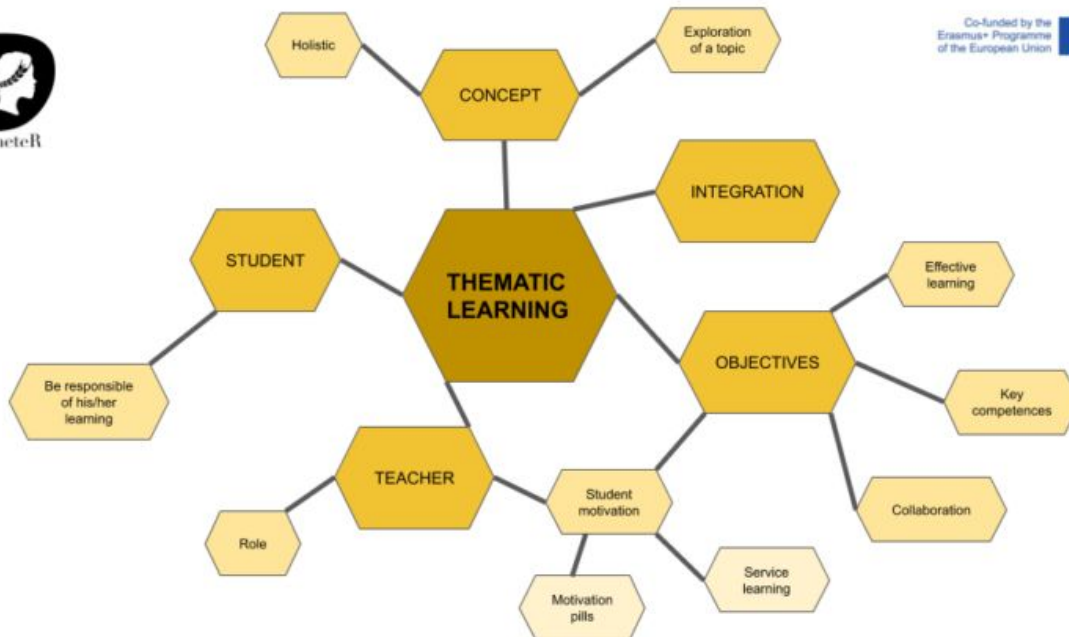 Co-funded by the
Erasmus+ Programme
of the European Union
Holistic
Exploration
of a topic
CONCEPT
INTEGRATION
STUDENT
THEMATIC
LEARNING
Effective
learning
OBJECTIVES
Be responsible
of his/her
learning
Key
competences
TEACHER
Student
motivation
Collaboration
Role
Service
learning
Motivation
pills